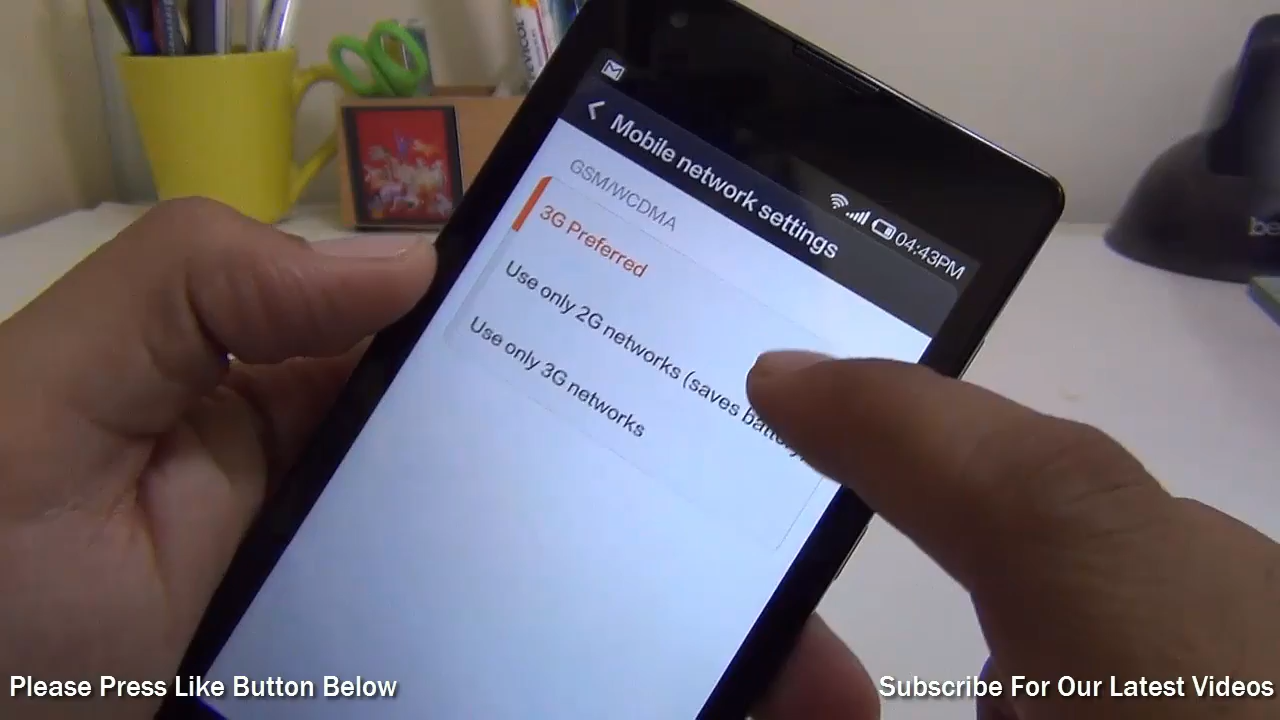 Mobile network settings
04:43PM
GSM/WCDMA
3G Preferred
Use only 2G networks (saves battery)
Use only 3G networks
Please Press Like Button Below
Subscribe For Our Latest Videos